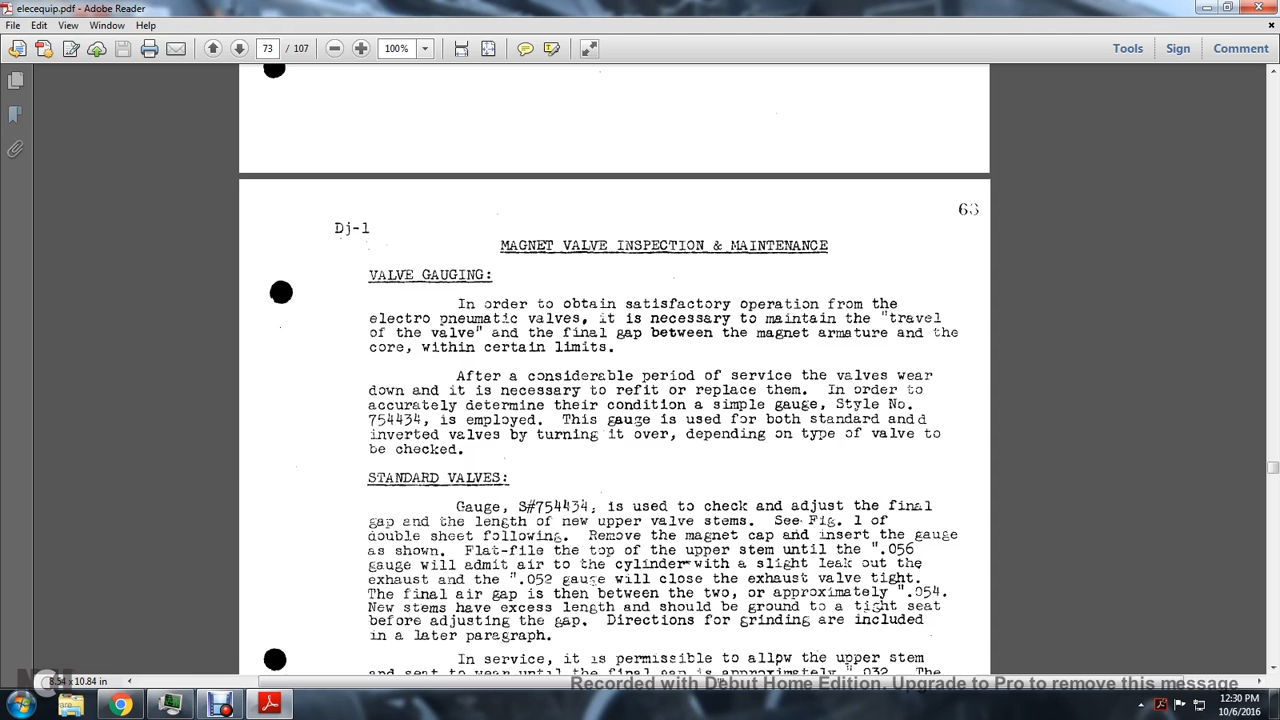 elecequip.pdf - Adobe Reader
File Edit View Window Help
73 / 107 100% Tools Sign Comment
63
Dj-1
MAGNET VALVE INSPECTION & MAINTENANCE
VALVE GAUGING:
In order to obtain satisfactory operation from the
electro pneumatic valves, it is necessary to maintain the "travel
of the valve" and the final gap between the magnet armature and the
core, within certain limits.
After a considerable period of service the valves wear
down and it is necessary to refit or replace them. In order to
accurately determine their condition a simple gauge, Style No.
754434, is employed. This gauge is used for both standard andd
inverted valves by turning it over, depending on type of valve to
be checked.
STANDARD VALVES:
Gauge, S#754434, is used to check and adjust the final
gap and the length of new upper valve stems. See Fig. 1 of
double sheet following. Remove the magnet cap and insert the gauge
as shown. Flat-file the top of the upper stem until the ".056
gauge will admit air to the cylinder with a slight leak out the
exhaust and the ".052 gauge will close the exhaust valve tight.
The final air gap is then between the two, or approximately ".054.
New stems have excess length and should be ground to a tight seat
before adjusting the gap. Directions for grinding are included
in a later paragraph.
In service, it is permissible to allpw the upper stem
and seat to wear until the final gap is approximately ".032. The
8.54 x 10.84 in
Recorded with Debut Home Edition. Upgrade to Pro to remove this message
12:30 PM
10/6/2016